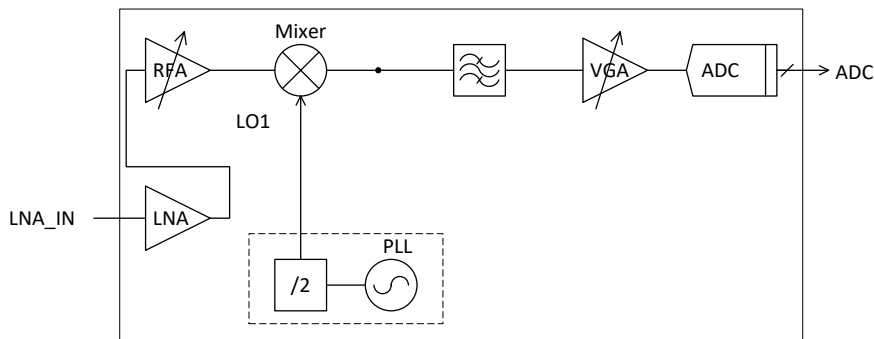 Mixer
RFA
VGA
ADC
ADC
LO1
LNA_IN
LNA
PLL
/2